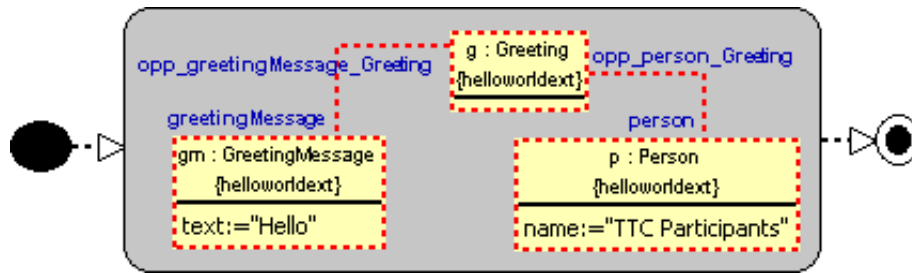 g : Greeting
{helloworldext}
opp_greetingMessage_Greeting
opp_person_Greeting
greetingMessage
person
gm : GreetingMessage
{helloworldext}
text:="Hello"
p : Person
{helloworldext}
name:="TTC Participants"